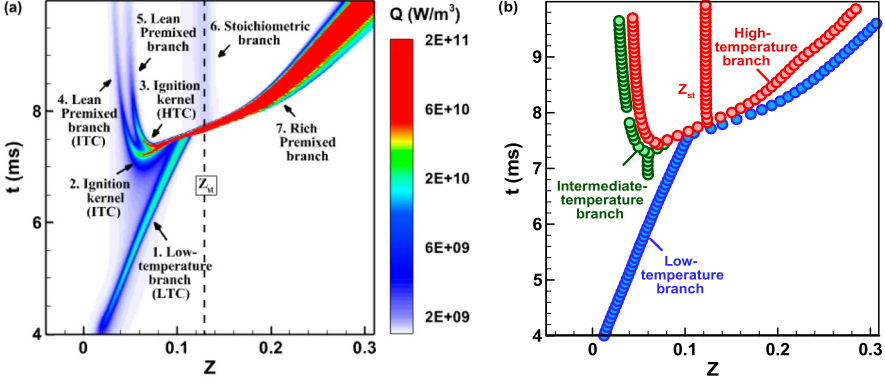 (a)
5. Lean
Premixed
branch
6. Stoichiometric
branch
4. Lean
Premixed
branch
(ITC)
3. Ignition
kernel
(HTC)
7. Rich
Premixed
branch
2. Ignition
kernel
(ITC)
Zst
1. Low-
temperature
branch
(LTC)
t (ms)
8
6
4
0
0.1
0.2
0.3
Z
Q (W/m³)
2E+11
6E+10
2E+10
6E+09
2E+09
(b)
High-
temperature
branch
Zst
Intermediate-
temperature
branch
Low-
temperature
branch
t (ms)
9
8
7
6
5
4
0
0.1
0.2
0.3
Z